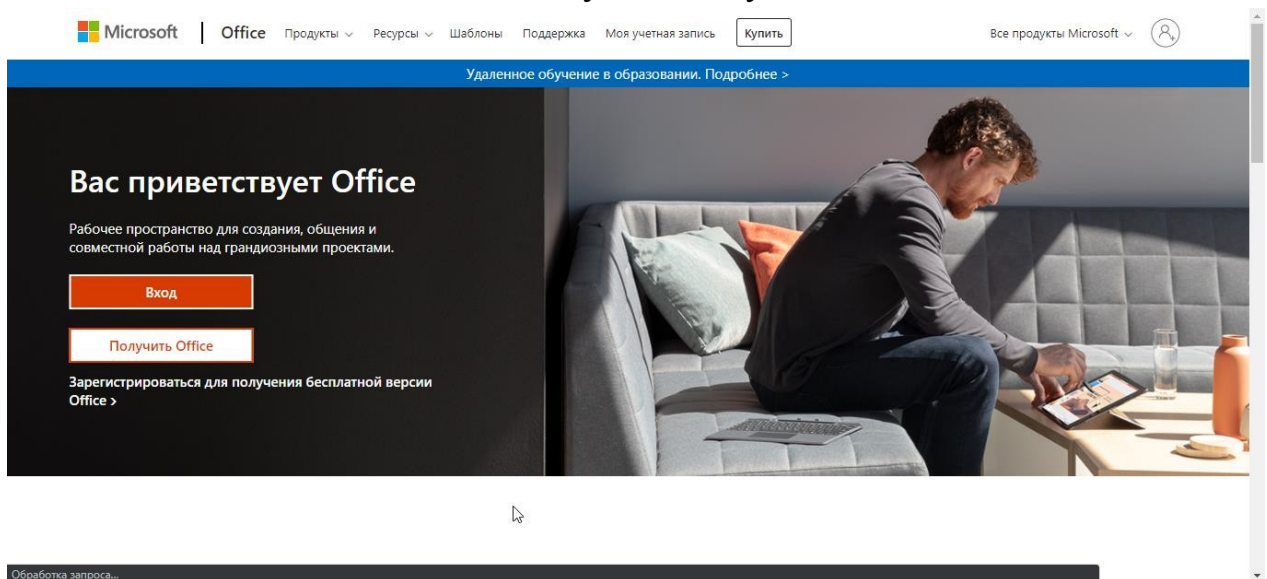 Microsoft | Office Продукты Ресурсы Шаблоны Поддержка Моя учетная запись Купить Все продукты Microsoft
Удаленное обучение в образовании. Подробнее >
Вас приветствует Office
Рабочее пространство для создания, общения и
совместной работы над грандиозными проектами.
Вход
Получить Office
Зарегистрироваться для получения бесплатной версии
Office >
Обработка запроса...